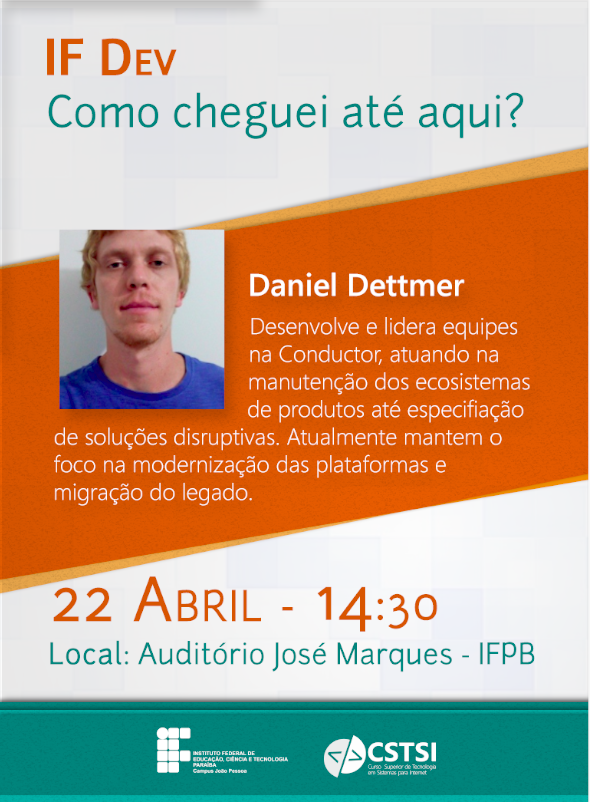 IF DEV
Como cheguei até aqui?
Daniel Dettmer
Desenvolve e lidera equipes
na Conductor, atuando na
manutenção dos ecosistemas
de produtos até especifiação
de soluções disruptivas. Atualmente mantem o
foco na modernização das plataformas e
migração do legado.
22 ABRIL - 14:30
Local: Auditório José Marques - IFPB
INSTITUTO FEDERAL DE
EDUCAÇÃO, CIÊNCIA E TECNOLOGIA
PARAÍBA
Campus João Pessoa
</> CSTSI
Curso Superior de Tecnologia
em Sistemas para Internet